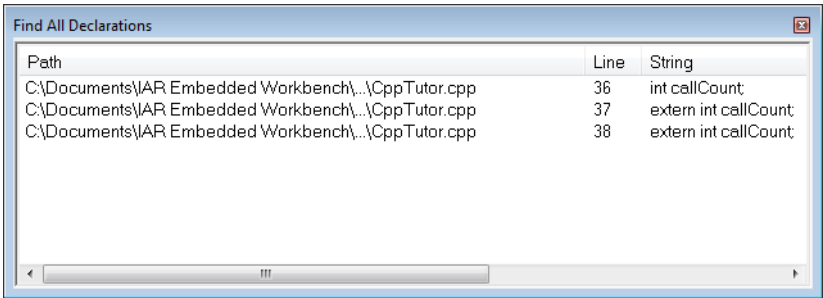 Find All Declarations
Path Line String
C:\Documents\IAR Embedded Workbench\...\CppTutor.cpp 36 int callCount;
C:\Documents\IAR Embedded Workbench\...\CppTutor.cpp 37 extern int callCount;
C:\Documents\IAR Embedded Workbench\...\CppTutor.cpp 38 extern int callCount;